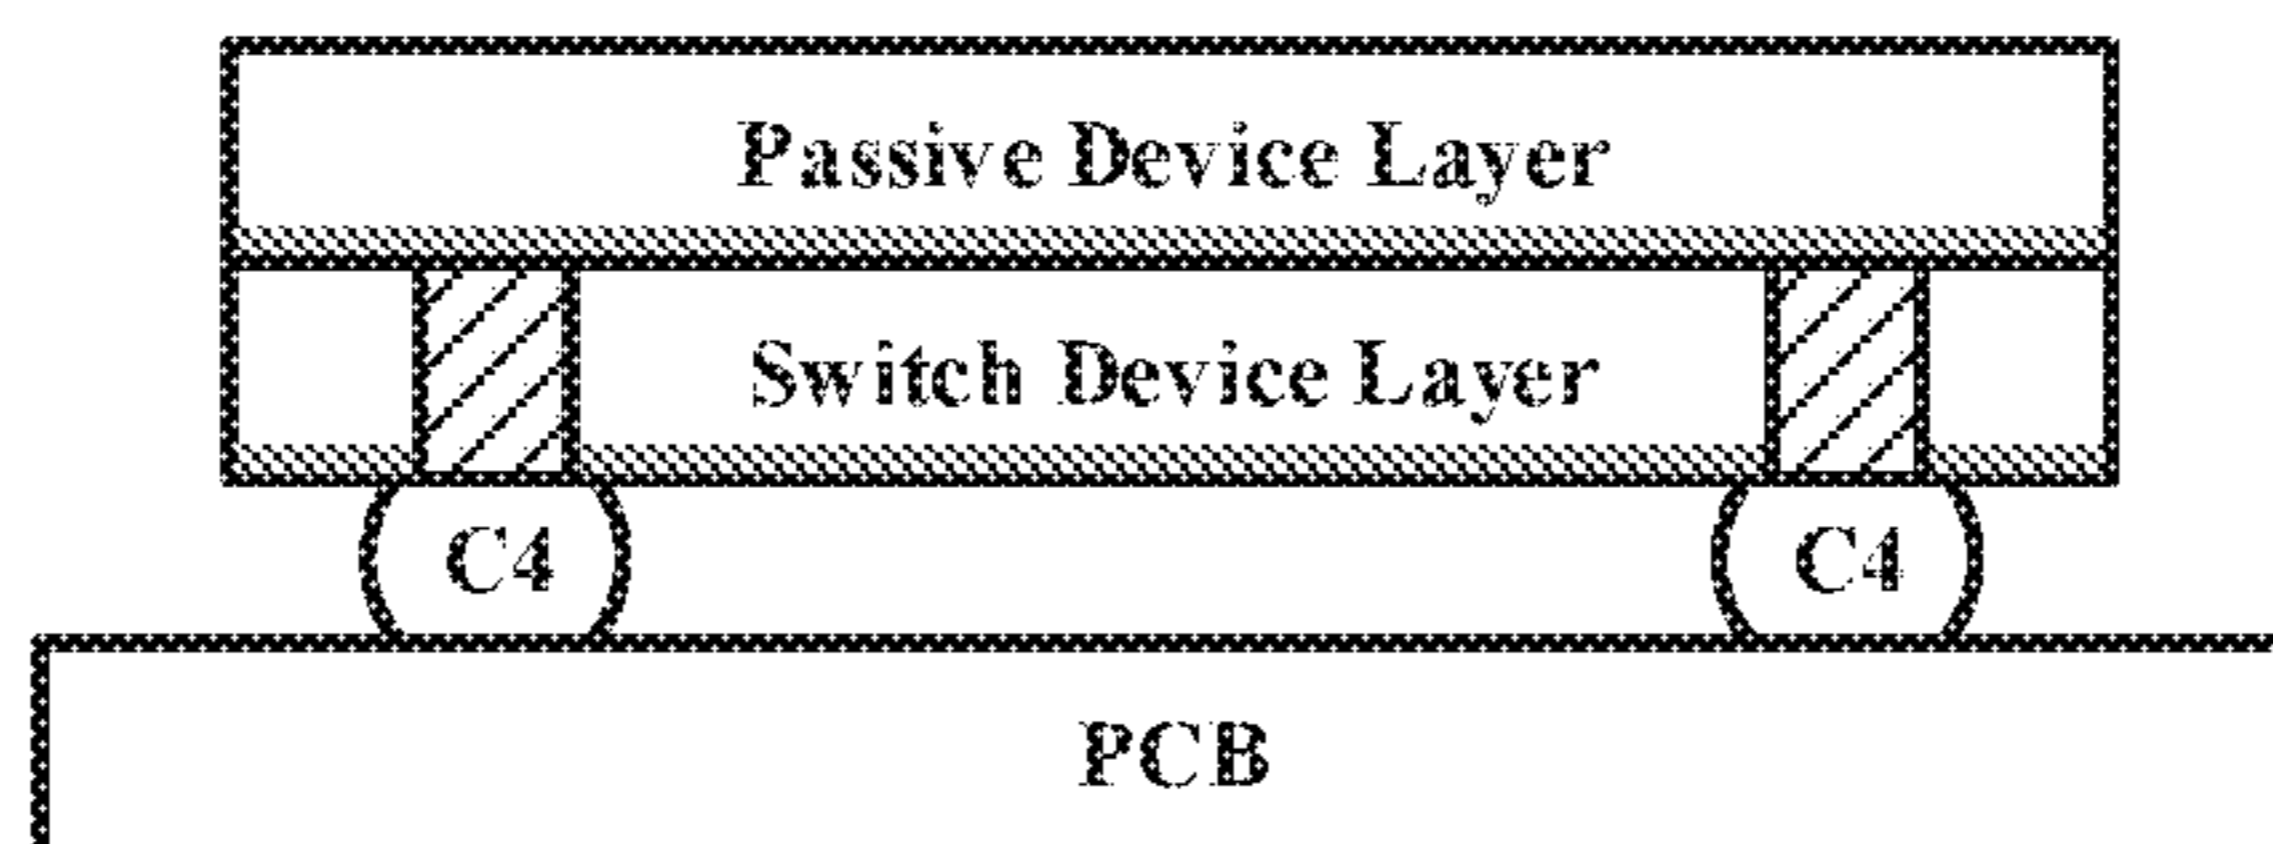 Passive Device Layer
Switch Device Layer
C4 C4
PCB